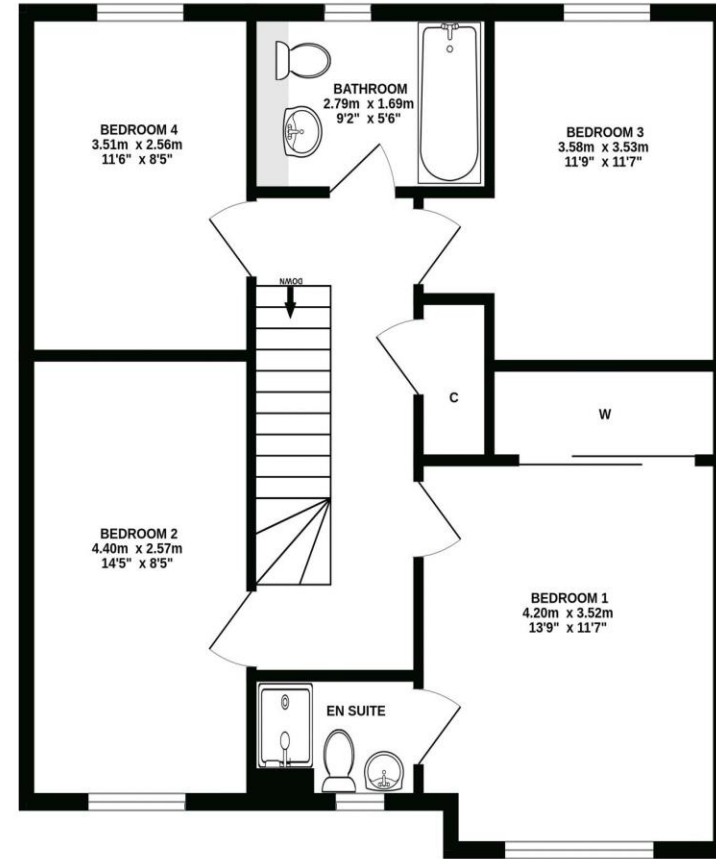 BEDROOM 4
3.51m x 2.56m
11'6" x 8'5"
BATHROOM
2.79m x 1.69m
9'2" x 5'6"
BEDROOM 3
3.58m x 3.53m
11'9" x 11'7"
DOWN
C
W
BEDROOM 2
4.40m x 2.57m
14'5" x 8'5"
BEDROOM 1
4.20m x 3.52m
13'9" x 11'7"
EN SUITE